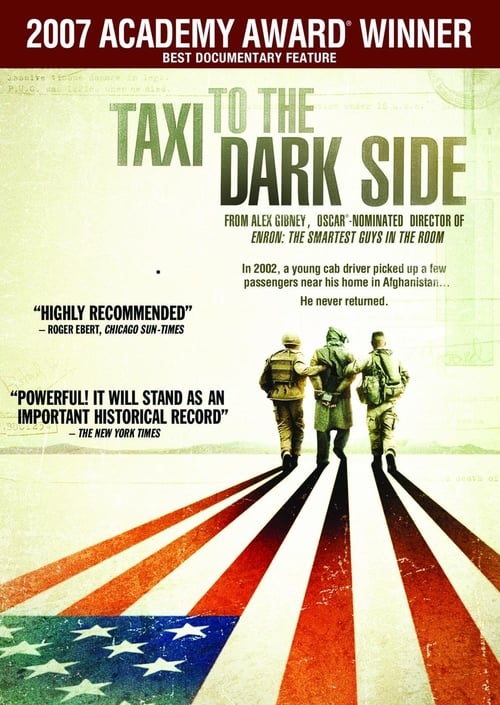 2007 ACADEMY AWARD® WINNER
BEST DOCUMENTARY FEATURE
TAXI TO THE
DARK SIDE
FROM ALEX GIBNEY, OSCAR®-NOMINATED DIRECTOR OF
ENRON: THE SMARTEST GUYS IN THE ROOM
In 2002, a young cab driver picked up a few
passengers near his home in Afghanistan...
He never returned.
“HIGHLY RECOMMENDED”
– ROGER EBERT, CHICAGO SUN-TIMES
“POWERFUL! IT WILL STAND AS AN
IMPORTANT HISTORICAL RECORD”
– THE NEW YORK TIMES